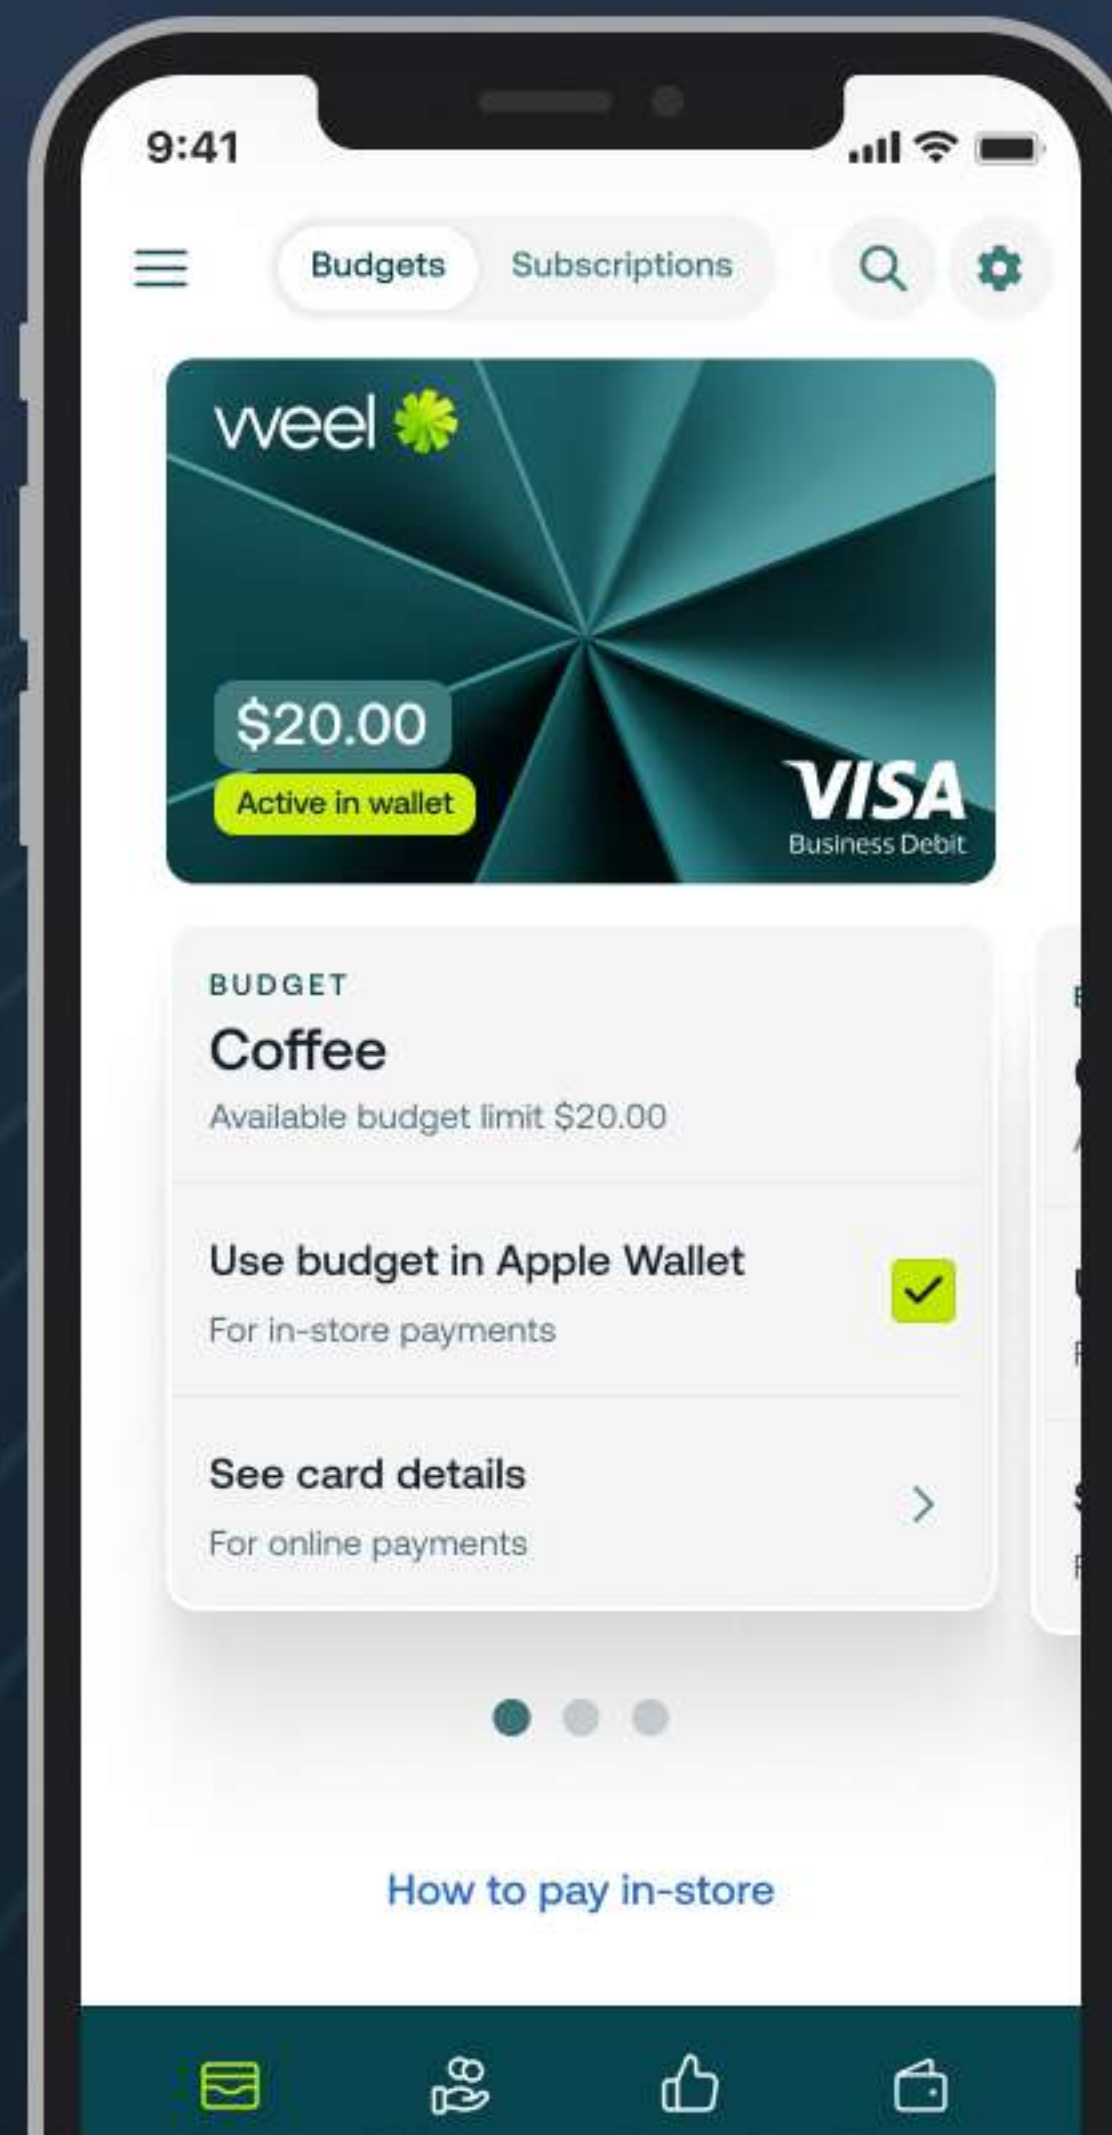 9:41
Budgets Subscriptions
weel
$20.00
Active in wallet
VISA
Business Debit
BUDGET
Coffee
Available budget limit $20.00
Use budget in Apple Wallet
For in-store payments
See card details
For online payments
How to pay in-store